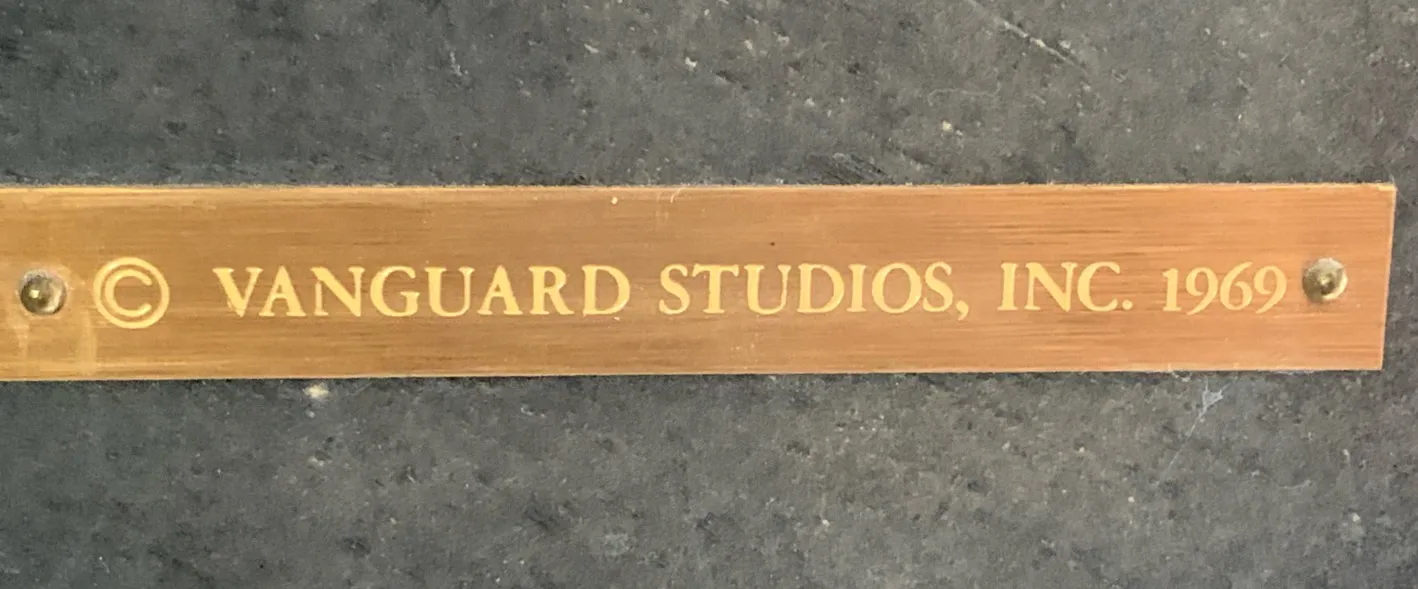 © VANGUARD STUDIOS, INC. 1969